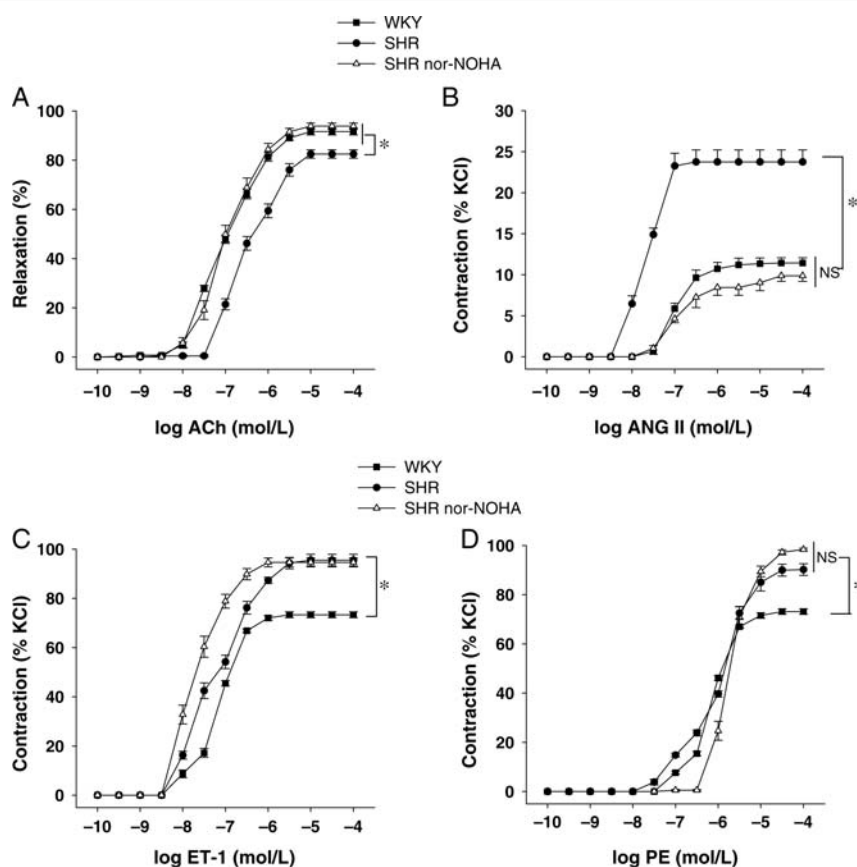 WKY
SHR
SHR nor-NOHA
A
Relaxation (%)
100
80
60
40
20
0
*
−10 −9 −8 −7 −6 −5 −4
log ACh (mol/L)
B
Contraction (% KCl)
30
25
20
15
10
5
0
*
NS
−10 −9 −8 −7 −6 −5 −4
log ANG II (mol/L)
WKY
SHR
SHR nor-NOHA
C
Contraction (% KCl)
100
80
60
40
20
0
*
−10 −9 −8 −7 −6 −5 −4
log ET-1 (mol/L)
D
Contraction (% KCl)
100
80
60
40
20
0
NS
*
−10 −9 −8 −7 −6 −5 −4
log PE (mol/L)